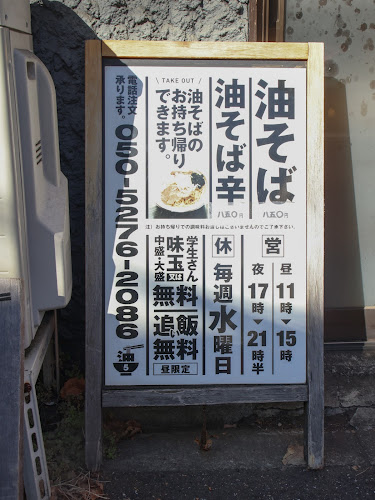 油そば
八五〇円
油そば辛
八五〇円
\ TAKE OUT /
油そばの
お持ち帰り
できます。
電話注文
承ります。
050-5276-2086
営
昼 11時▶15時
夜 17時▶21時半
休
毎週水曜日
学生さん
味玉又は
中盛・大盛
無料
追い飯
無料
昼限定
油